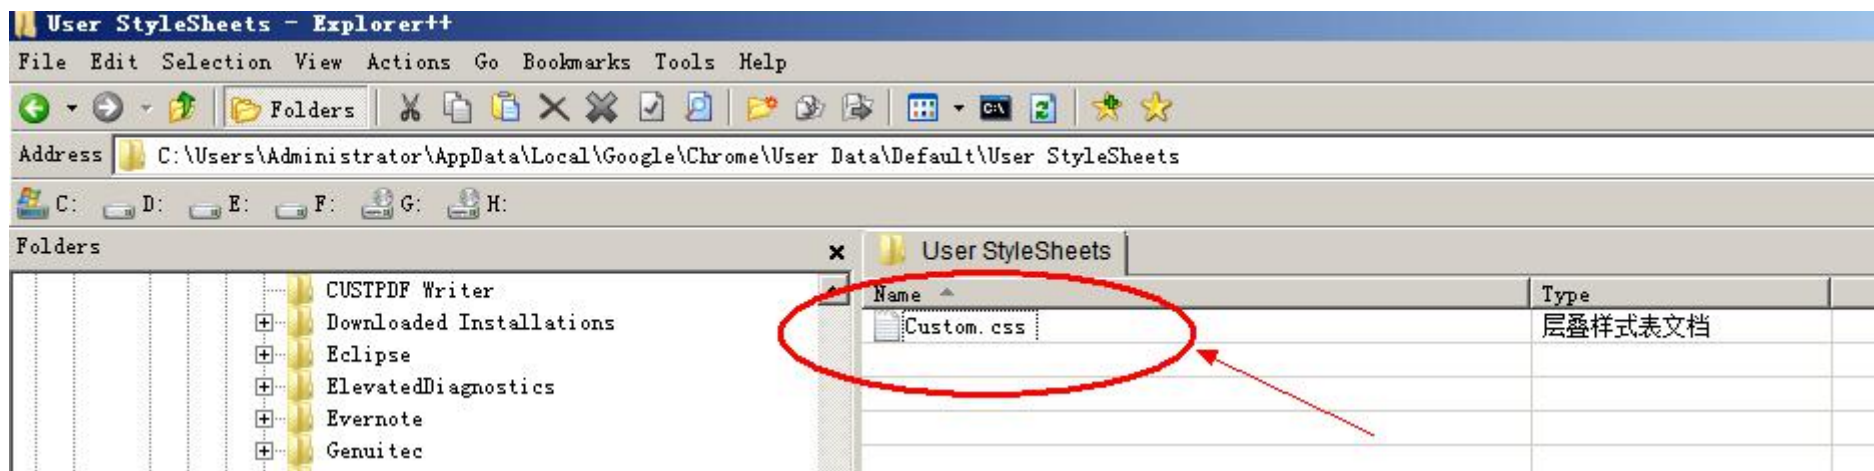 User StyleSheets - Explorer++
File Edit Selection View Actions Go Bookmarks Tools Help
Folders
C:\
Address C:\Users\Administrator\AppData\Local\Google\Chrome\User Data\Default\User StyleSheets
C: D: E: F: G: H:
Folders x User StyleSheets
CUSTPDF Writer Name Type
Downloaded Installations Custom.css 层叠样式表文档
Eclipse
ElevatedDiagnostics
Evernote
Genuitec